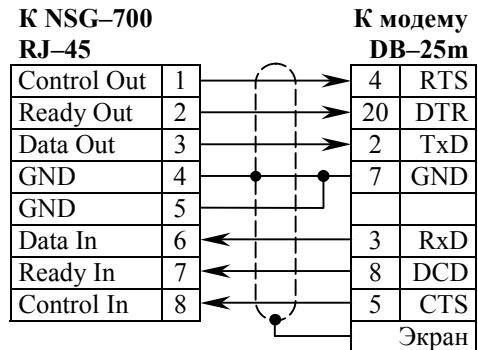 К NSG–700 К модему
RJ–45 DB–25m
Control Out 1 4 RTS
Ready Out 2 20 DTR
Data Out 3 2 TxD
GND 4 7 GND
GND 5
Data In 6 3 RxD
Ready In 7 8 DCD
Control In 8 5 CTS
Экран